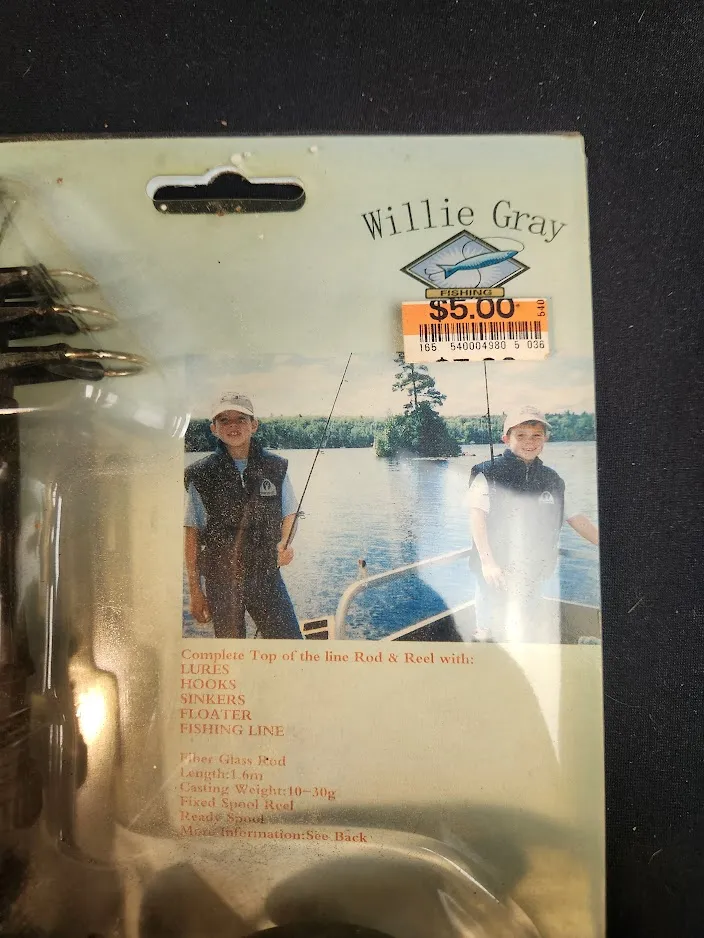 Willie Gray
FISHING
$5.00
540
165 540004980 5 036
Complete Top of the line Rod & Reel with:
LURES
HOOKS
SINKERS
FLOATER
FISHING LINE
Fiber Glass Rod
Length:1.6m
Casting Weight:10-30g
Fixed Spool Reel
Ready Spool
More Information:See Back